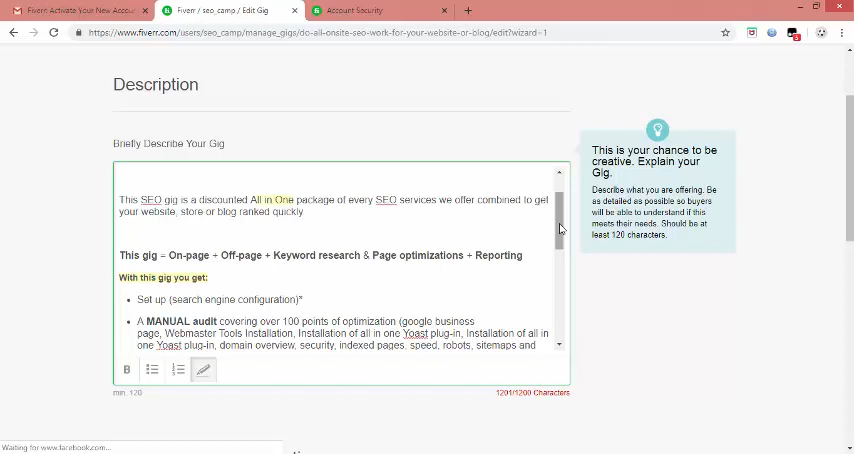 Fiverr Activate Your New Accou
Fiverr / seo_camp / Edit Gig
Account Security
https://www.fiverr.com/users/seo_camp/manage_gigs/do-all-onsite-seo-work-for-your-website-or-blog/edit?wizard=1
Description
Briefly Describe Your Gig
This SEO gig is a discounted All in One package of every SEO services we offer combined to get
your website, store or blog ranked quickly
This gig = On-page + Off-page + Keyword research & Page optimizations + Reporting
With this gig you get:
• Set up (search engine configuration)*
• A MANUAL audit covering over 100 points of optimization (google business
page, Webmaster Tools Installation, Installation of all in one Yoast plug-in, Installation of all in
one Yoast plug-in, domain overview, security, indexed pages, speed, robots, sitemaps and
B
min. 120
1201/1200 Characters
This is your chance to be
creative. Explain your
Gig.
Describe what you are offering. Be
as detailed as possible so buyers
will be able to understand if this
meets their needs. Should be at
least 120 characters.
Waiting for www.facebook.com...